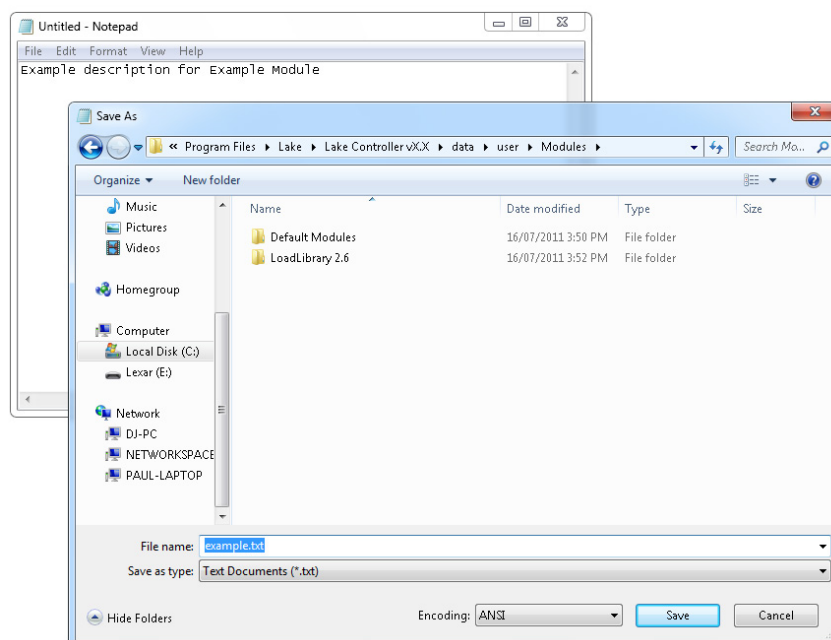 Untitled - Notepad
File Edit Format View Help
Example description for Example Module
Save As
« Program Files Lake Lake Controller vX.X data user Modules Search Mo...
Organize New folder
Name Date modified Type Size
Music
Pictures
Videos
Default Modules 16/07/2011 3:50 PM File folder
LoadLibrary 2.6 16/07/2011 3:52 PM File folder
Homegroup
Computer
Local Disk (C:)
Lexar (E:)
Network
DJ-PC
NETWORKSPACE
PAUL-LAPTOP
File name: example.txt
Save as type: Text Documents (*.txt)
Hide Folders Encoding: ANSI Save Cancel